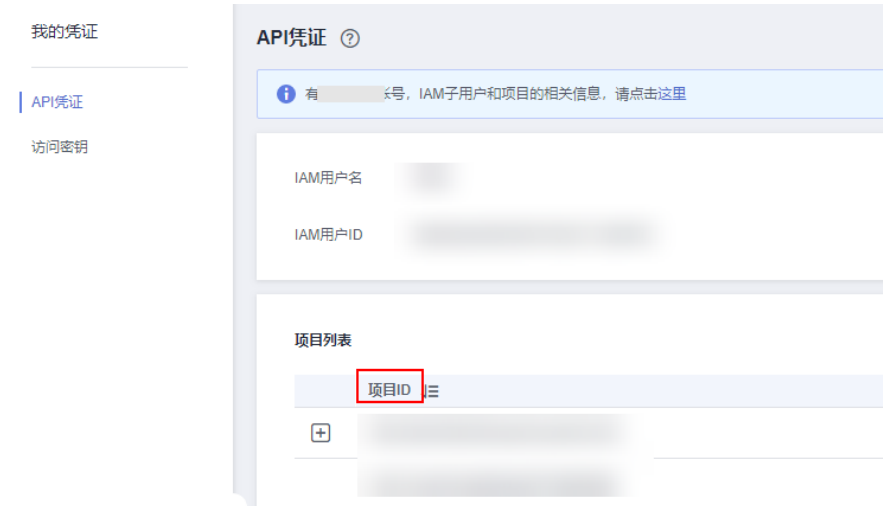 我的凭证
API凭证
访问密钥
API凭证
有 号，IAM子用户和项目的相关信息，请点击这里
IAM用户名
IAM用户ID
项目列表
项目ID